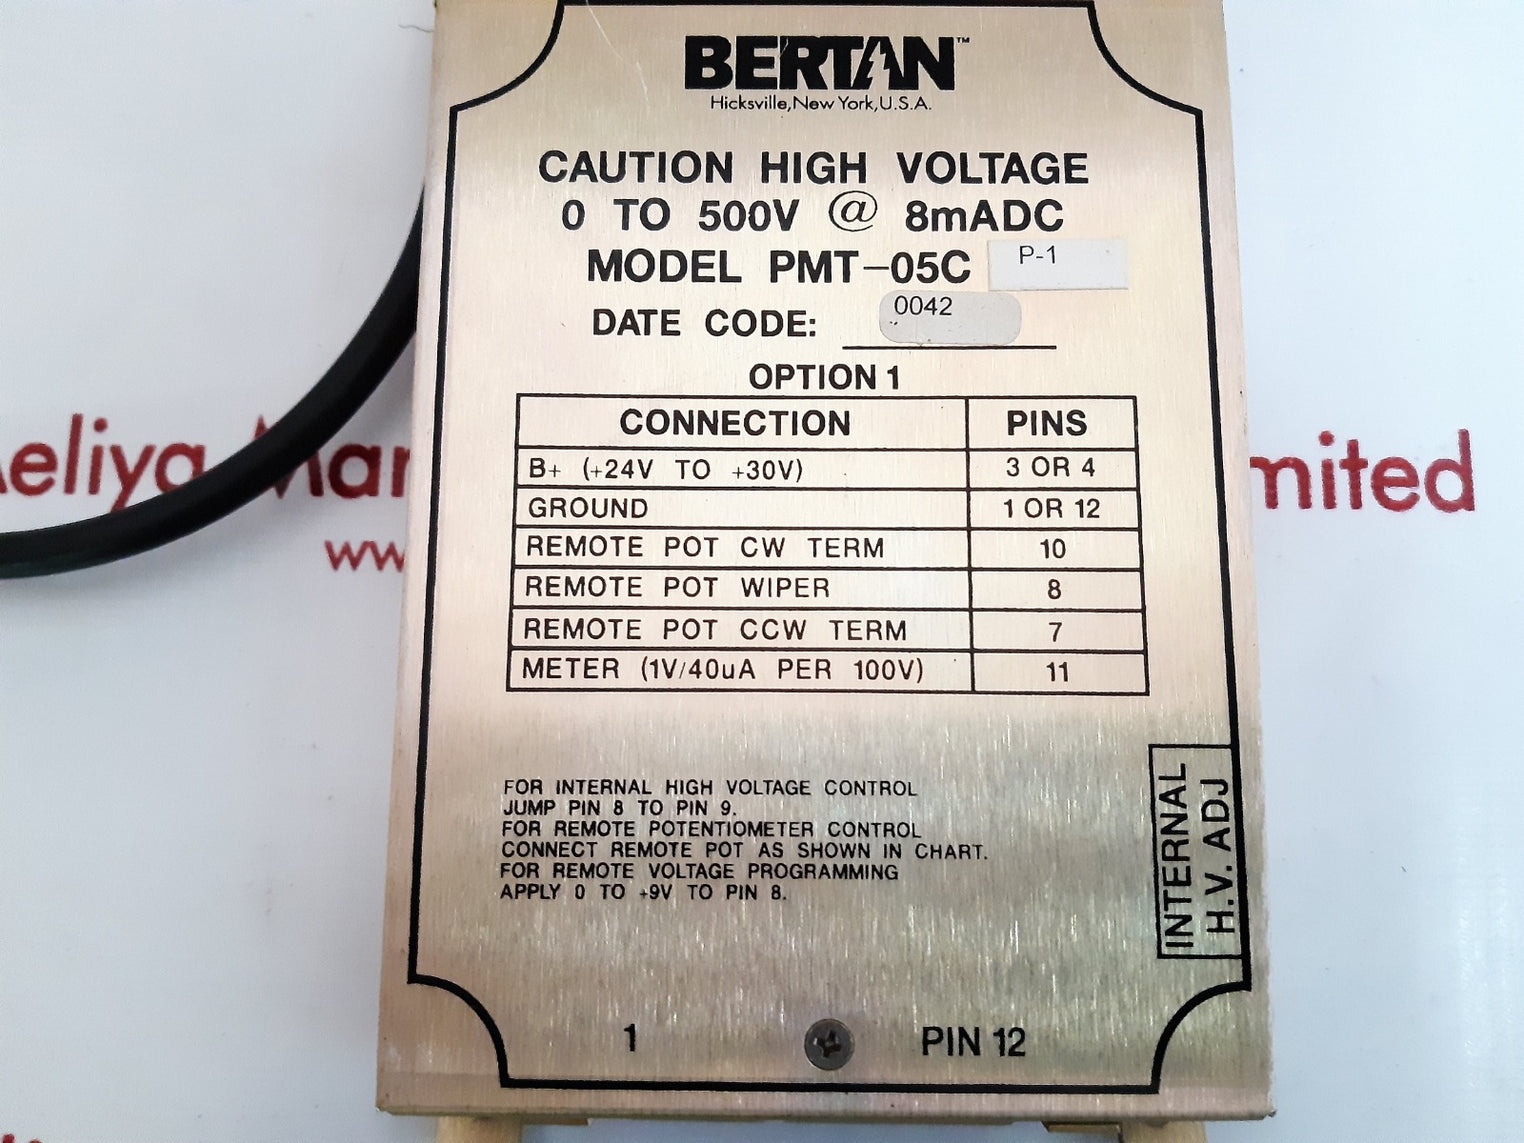 BERTAN™
Hicksville, New York, U.S.A.
CAUTION HIGH VOLTAGE
0 TO 500V @ 8mADC
MODEL PMT-05C P-1
DATE CODE: 0042
OPTION 1
CONNECTION PINS
B+ (+24V TO +30V) 3 OR 4
GROUND 1 OR 12
REMOTE POT CW TERM 10
REMOTE POT WIPER 8
REMOTE POT CCW TERM 7
METER (1V/40uA PER 100V) 11
FOR INTERNAL HIGH VOLTAGE CONTROL
JUMP PIN 8 TO PIN 9.
FOR REMOTE POTENTIOMETER CONTROL
CONNECT REMOTE POT AS SHOWN IN CHART.
FOR REMOTE VOLTAGE PROGRAMMING
APPLY 0 TO +9V TO PIN 8.
INTERNAL
H.V. ADJ
1 PIN 12
eliya Mar mited
ww